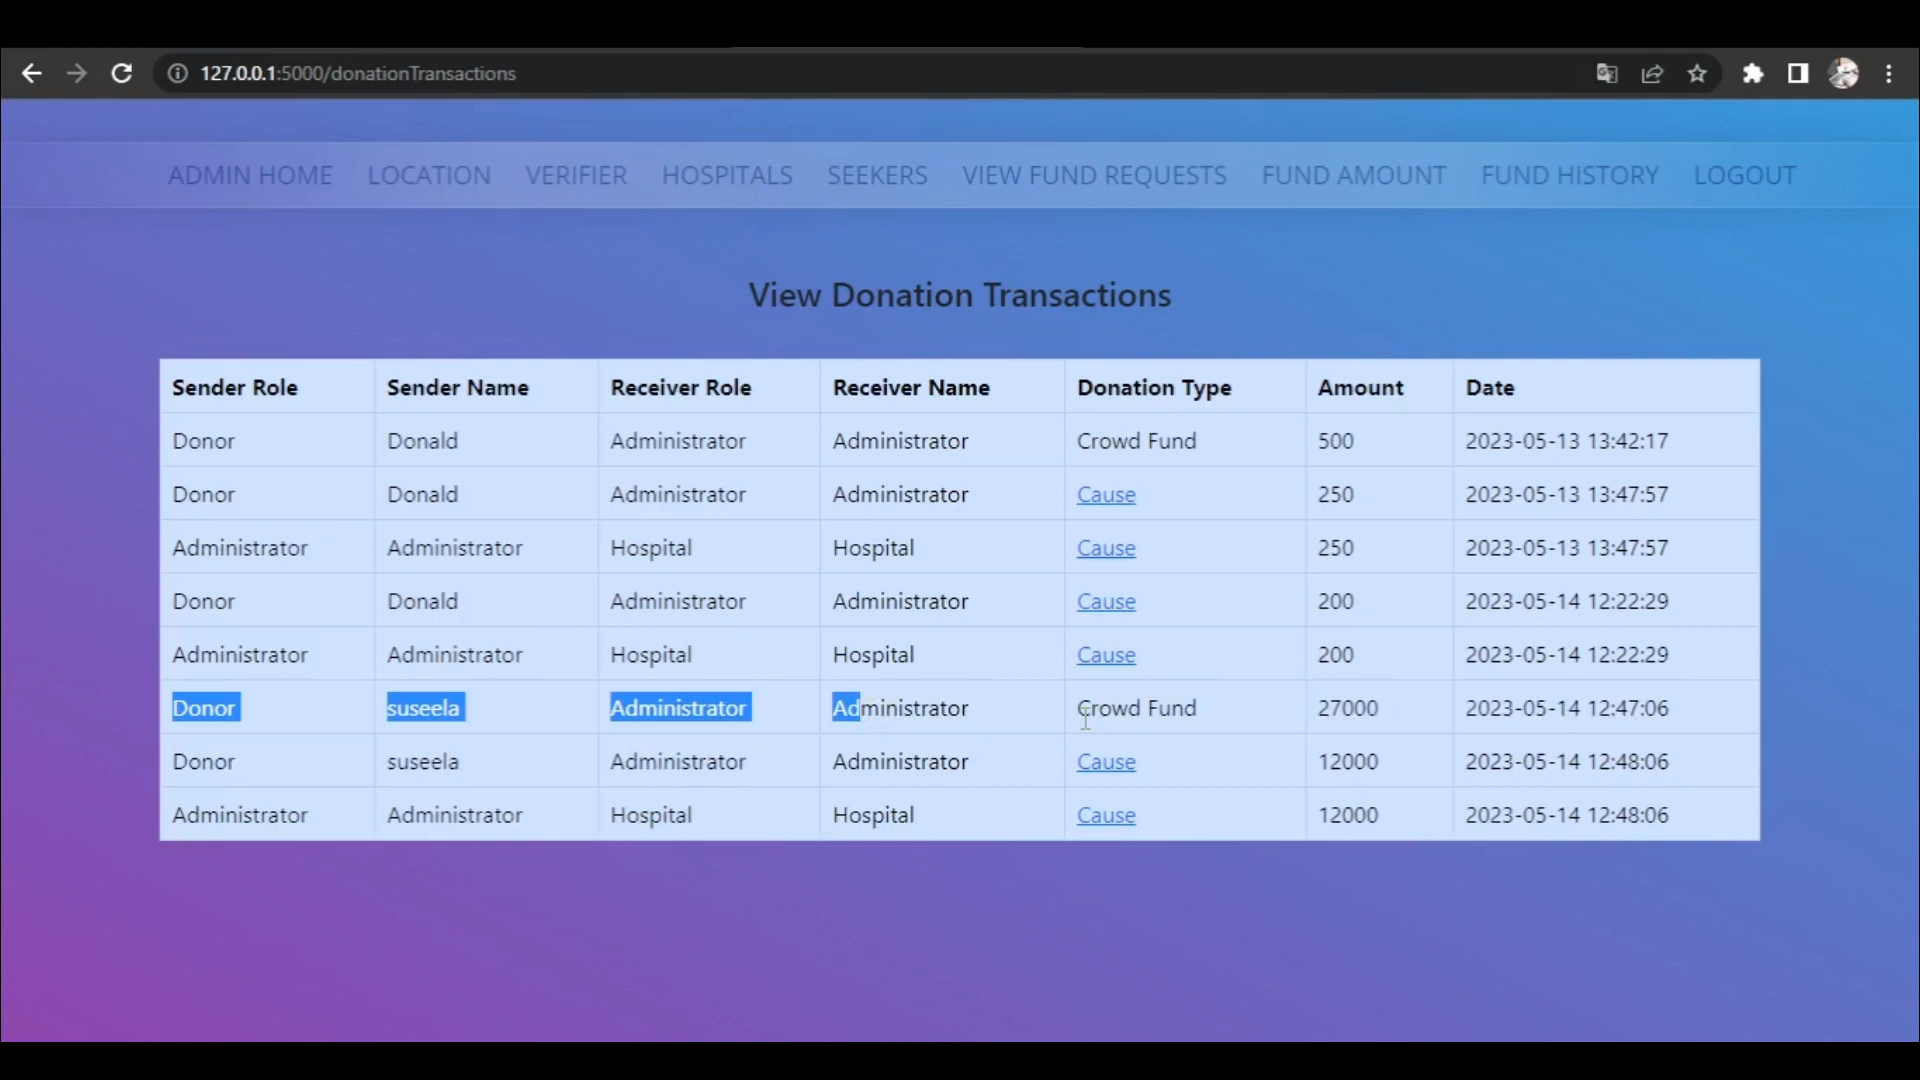 127.0.0.1:5000/donationTransactions
ADMIN HOME LOCATION VERIFIER HOSPITALS SEEKERS VIEW FUND REQUESTS FUND AMOUNT FUND HISTORY LOGOUT
View Donation Transactions
Sender Role Sender Name Receiver Role Receiver Name Donation Type Amount Date
Donor Donald Administrator Administrator Crowd Fund 500 2023-05-13 13:42:17
Donor Donald Administrator Administrator Cause 250 2023-05-13 13:47:57
Administrator Administrator Hospital Hospital Cause 250 2023-05-13 13:47:57
Donor Donald Administrator Administrator Cause 200 2023-05-14 12:22:29
Administrator Administrator Hospital Hospital Cause 200 2023-05-14 12:22:29
Donor suseela Administrator Administrator Crowd Fund 27000 2023-05-14 12:47:06
Donor suseela Administrator Administrator Cause 12000 2023-05-14 12:48:06
Administrator Administrator Hospital Hospital Cause 12000 2023-05-14 12:48:06